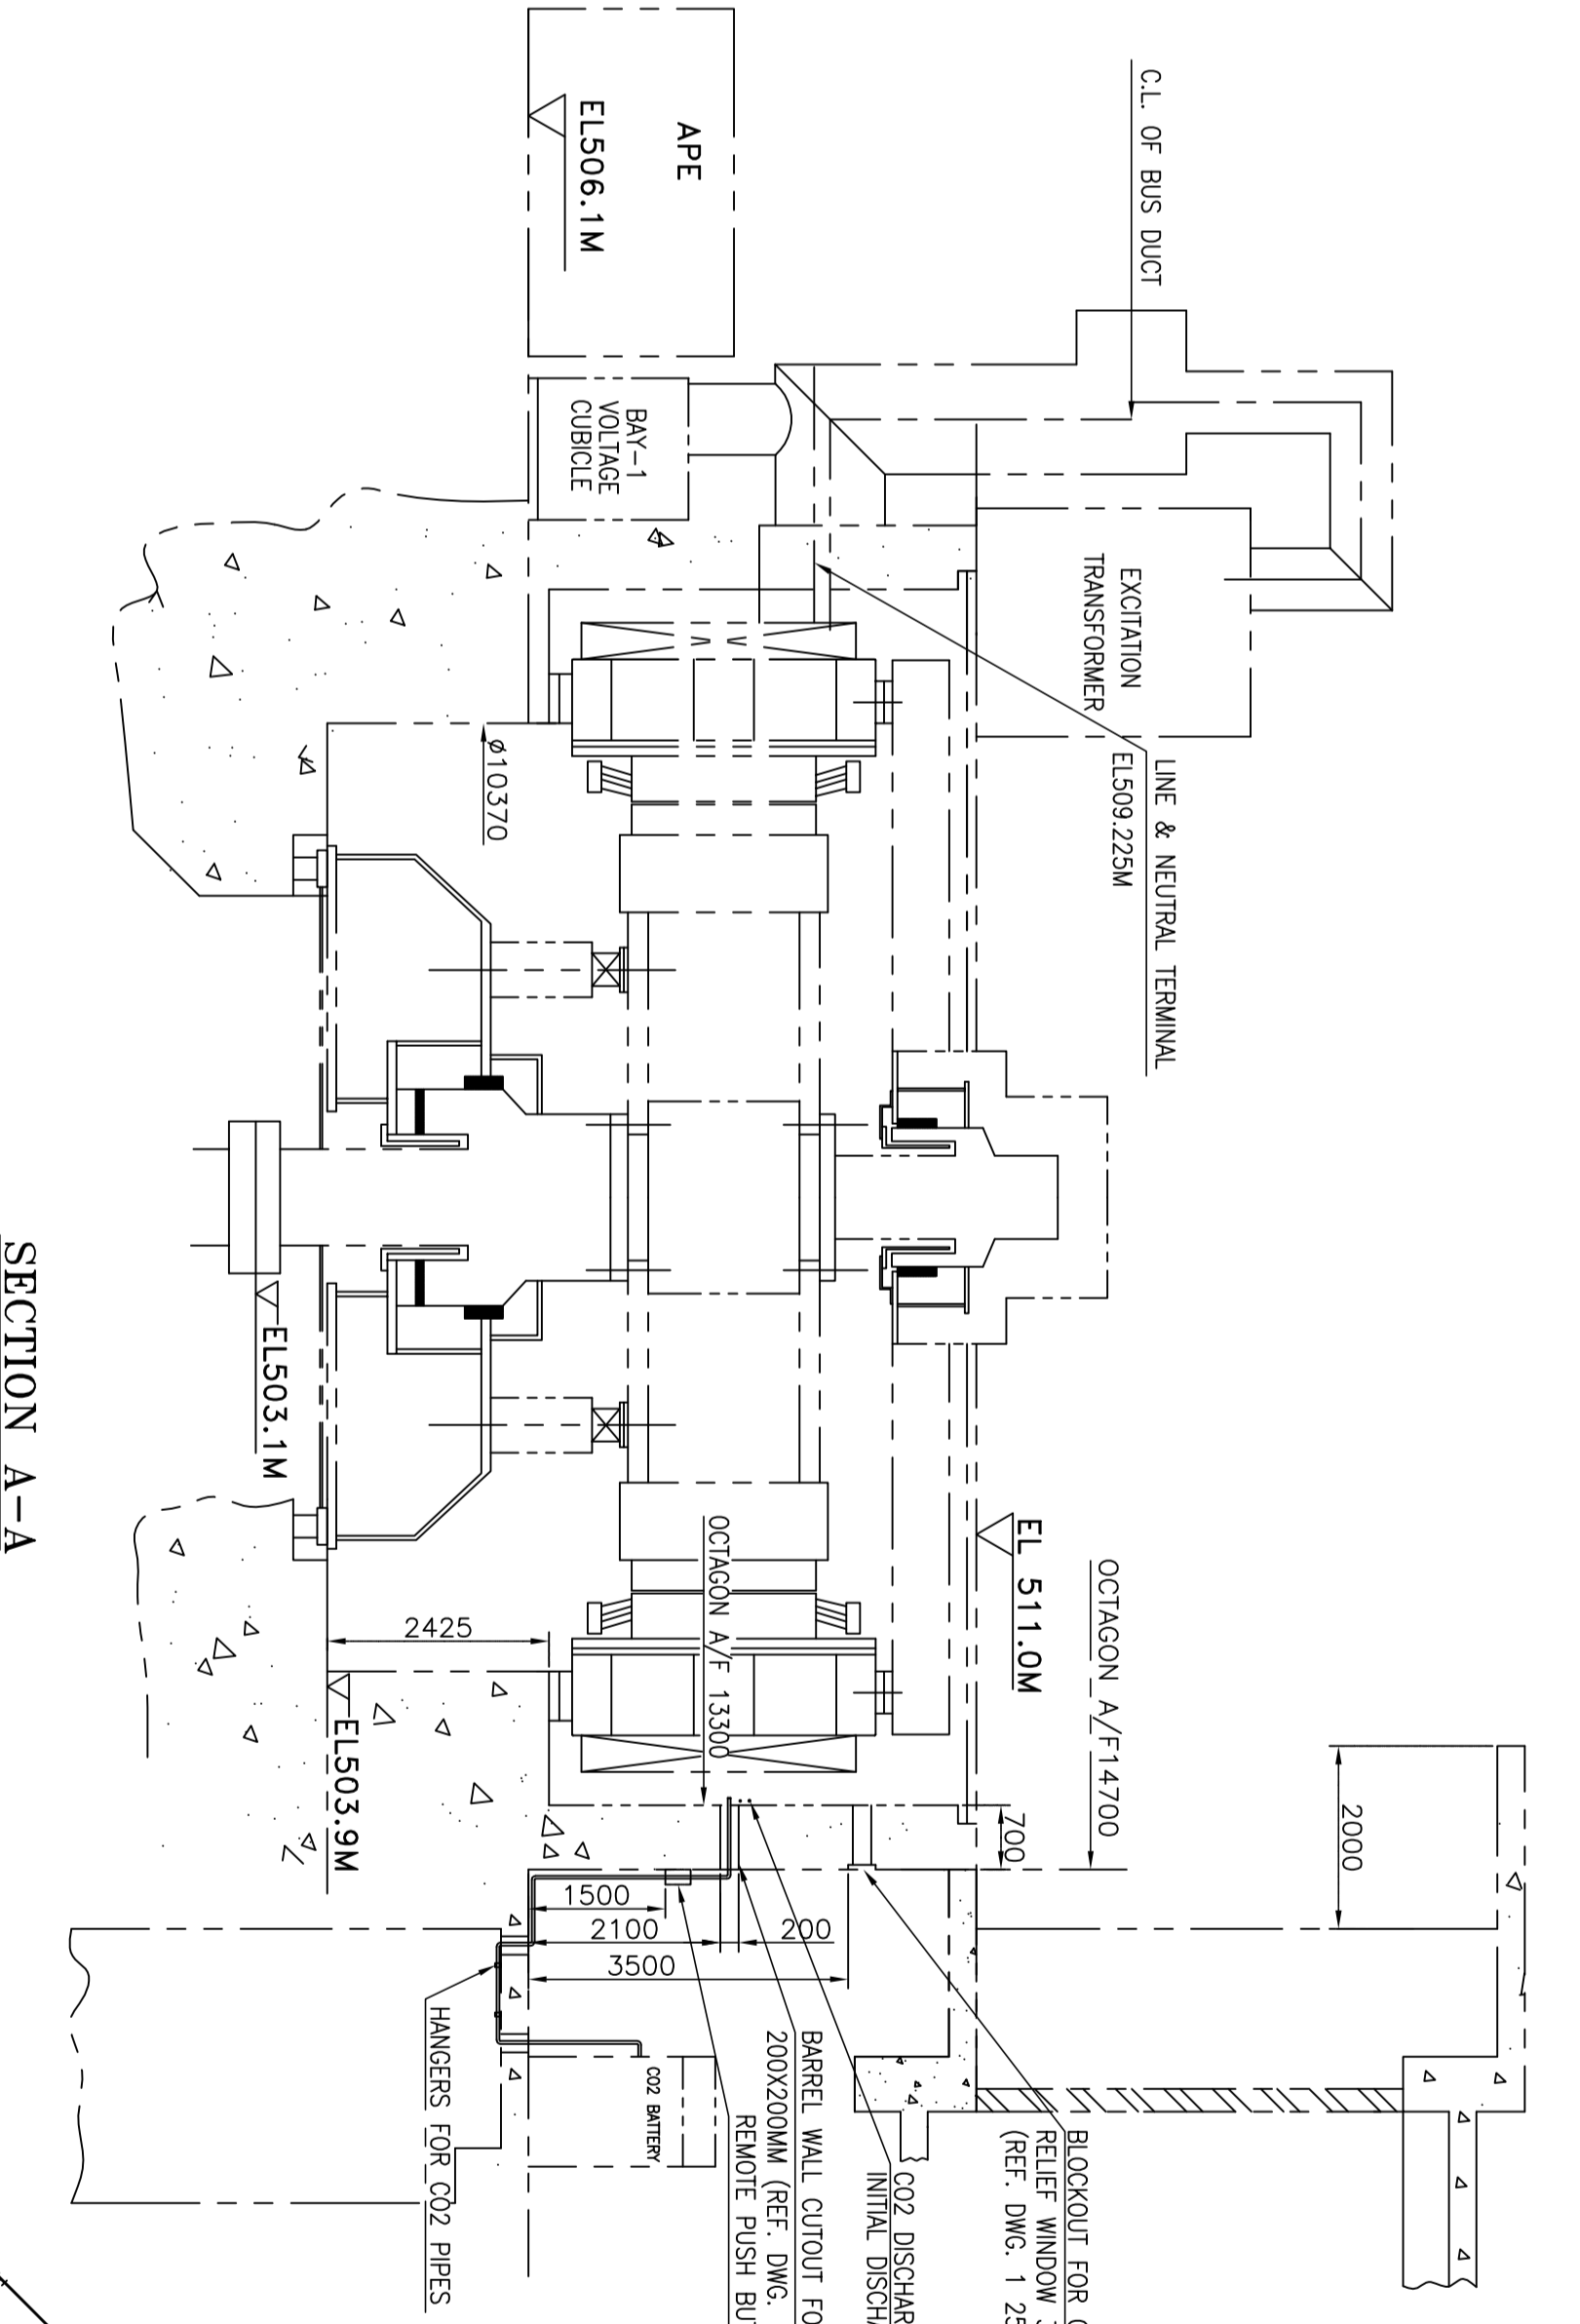 C.L. OF BUS DUCT
APE
EL506.1M
BAY-1
VOLTAGE
CUBICLE
EXCITATION
TRANSFORMER
LINE & NEUTRAL TERMINAL
EL509.225M
Ø10370
EL503.1M
EL 511.0M
OCTAGON A/F14700
OCTAGON A/F 13300
2425
EL503.9M
2000
700
1500
2100
200
3500
HANGERS FOR CO2 PIPES
CO2 BATTERY
BLOCKOUT FOR
RELIEF WINDOW
(REF. DWG. 1 25
CO2 DISCHAR
INITIAL DISCHA
BARREL WALL CUTOUT FO
200X200MM (REF. DWG.
REMOTE PUSH BU
SECTION A-A